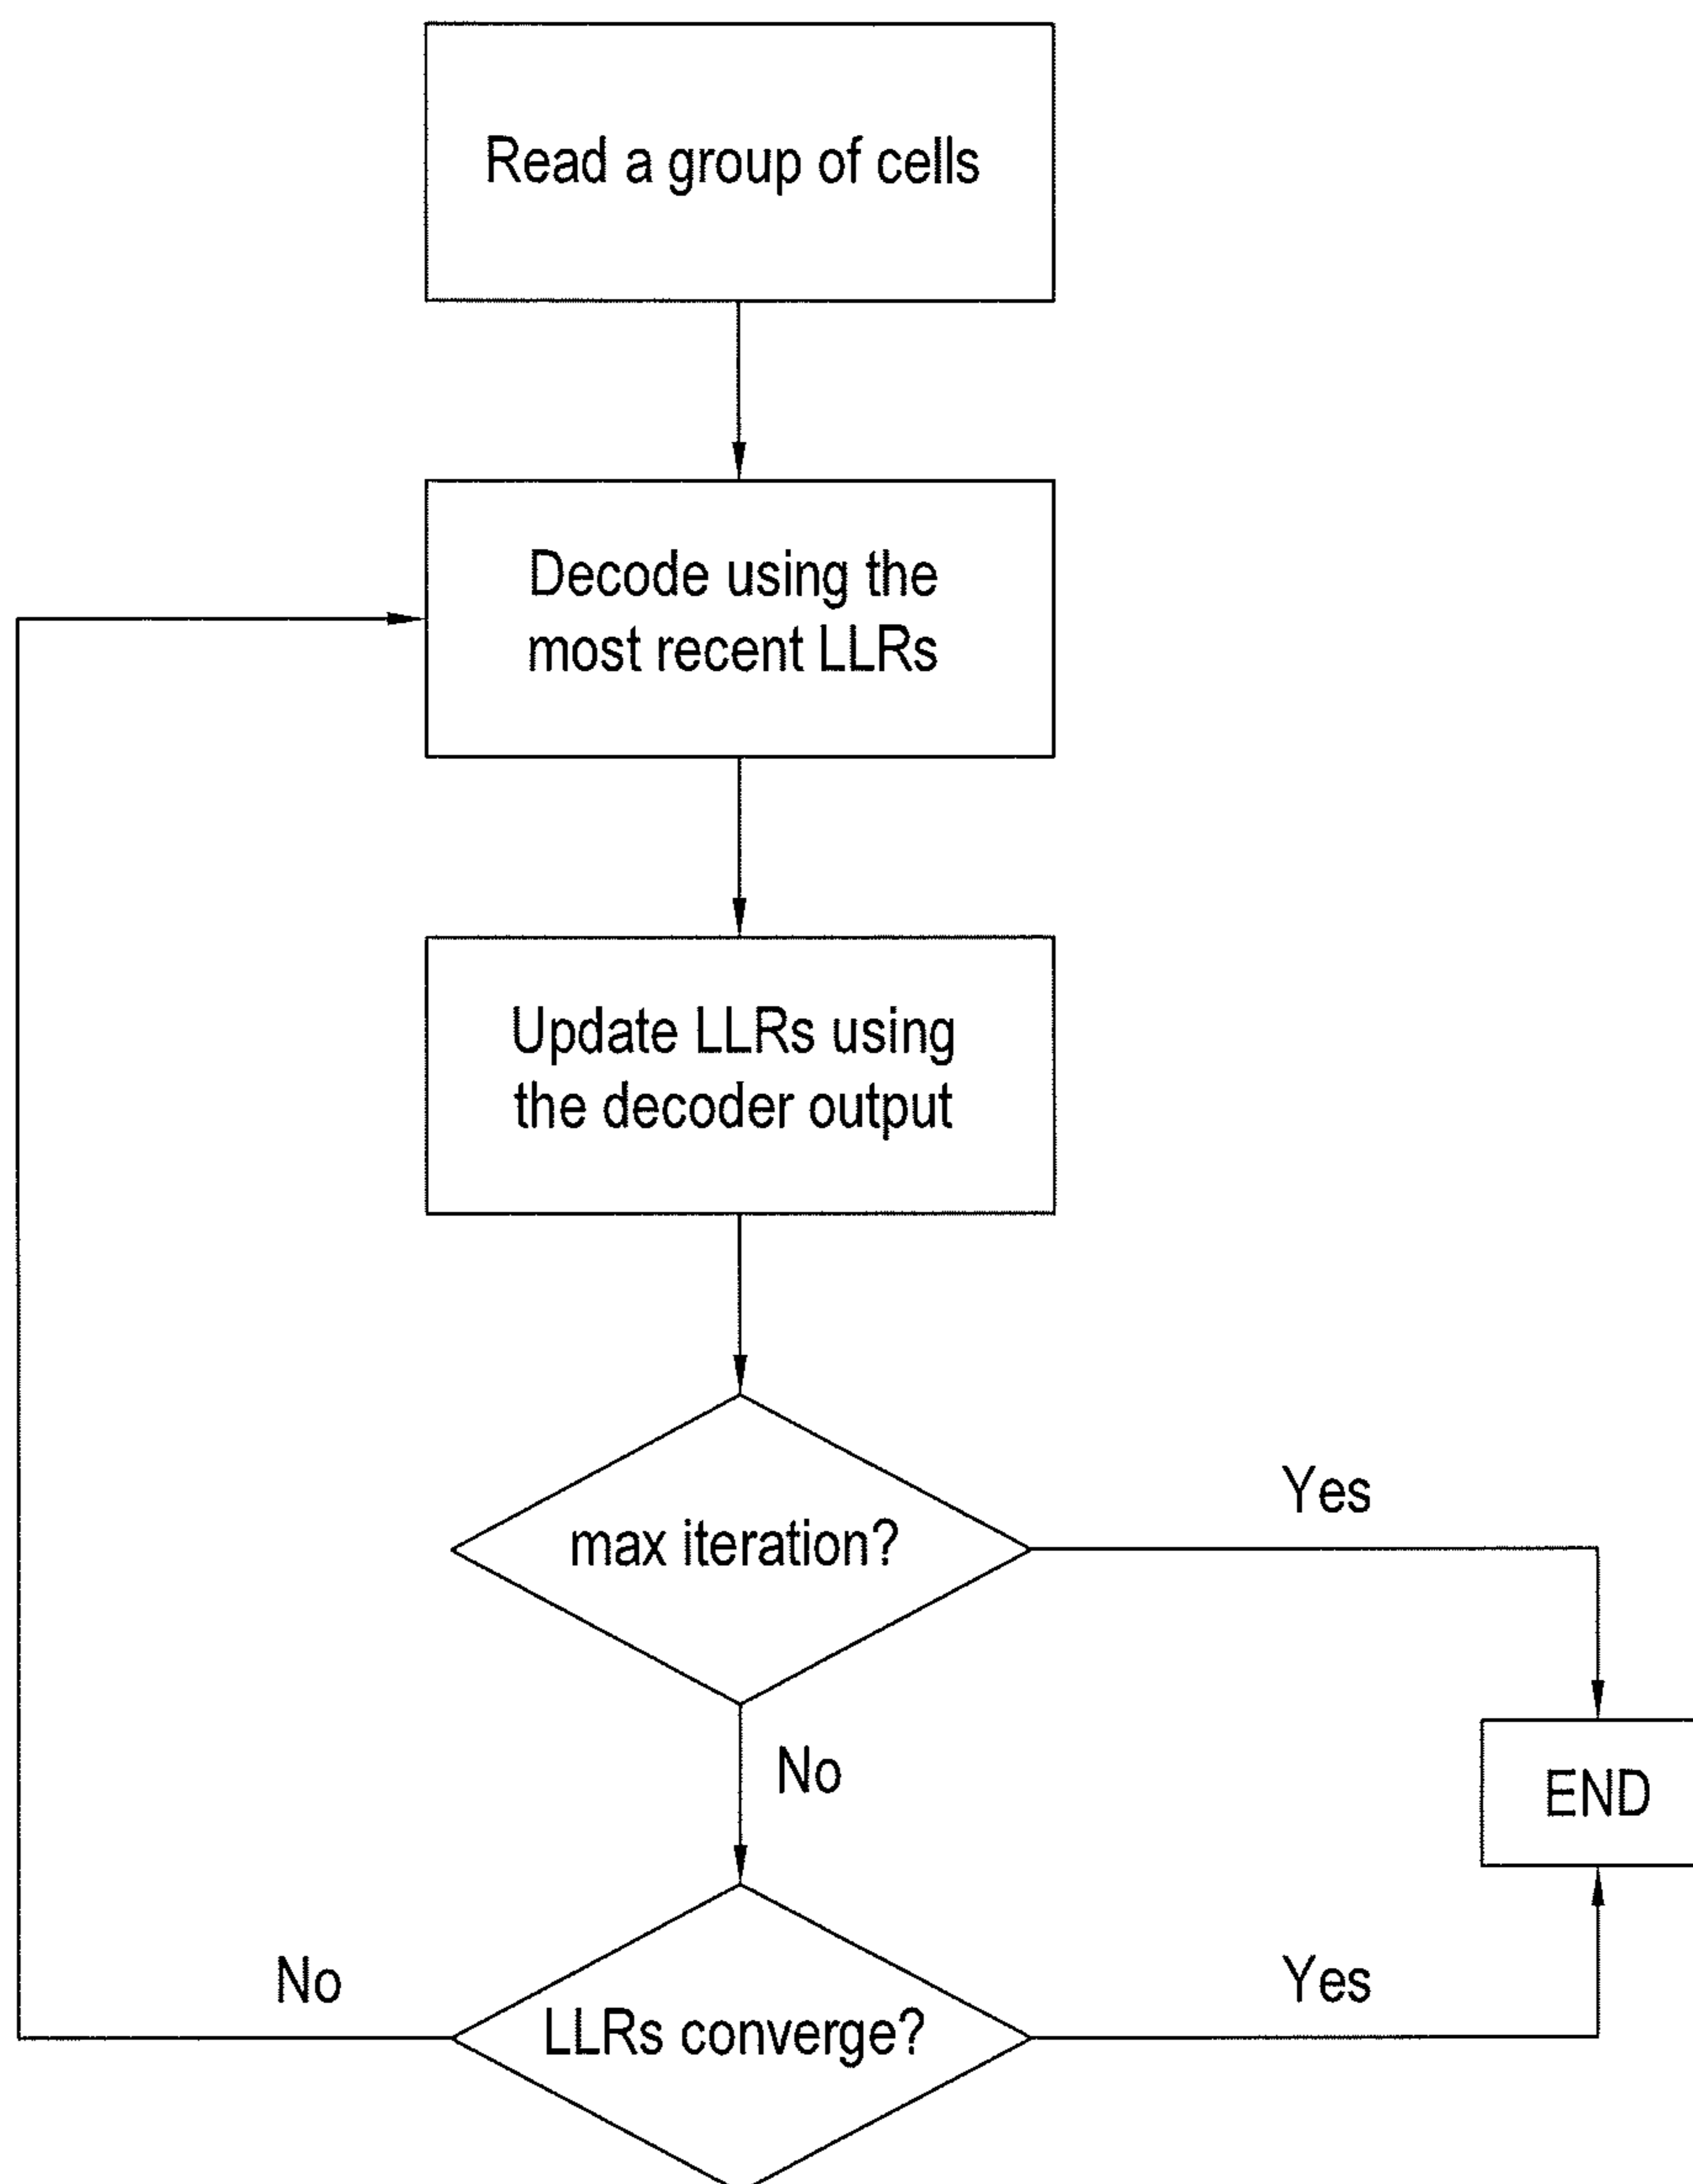 Read a group of cells
Decode using the
most recent LLRs
Update LLRs using
the decoder output
max iteration?
Yes
No
END
No
LLRs converge?
Yes